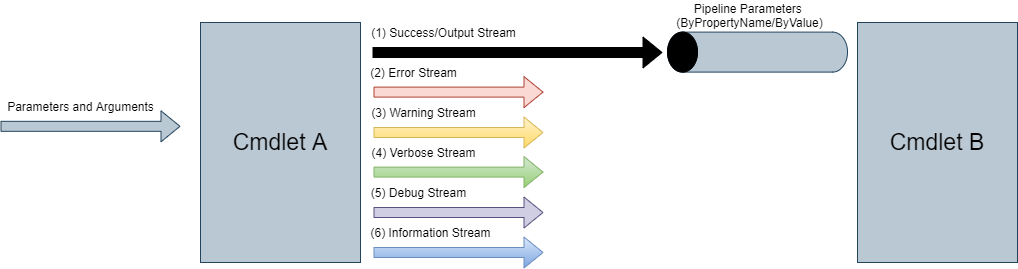 Pipeline Parameters
(ByPropertyName/ByValue)
(1) Success/Output Stream
(2) Error Stream
Parameters and Arguments
(3) Warning Stream
Cmdlet A
Cmdlet B
(4) Verbose Stream
(5) Debug Stream
(6) Information Stream